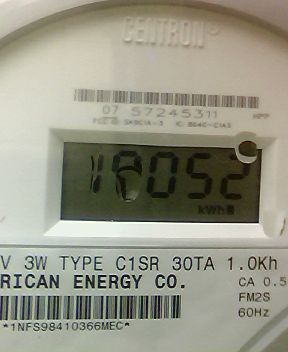 CENTRON®
07 57245311
HPP
kWh
V 3W TYPE C1SR 30TA 1.0Kh
RICAN ENERGY CO.
CA 0.5
FM2S
60Hz
*1NFS98410366MEC*